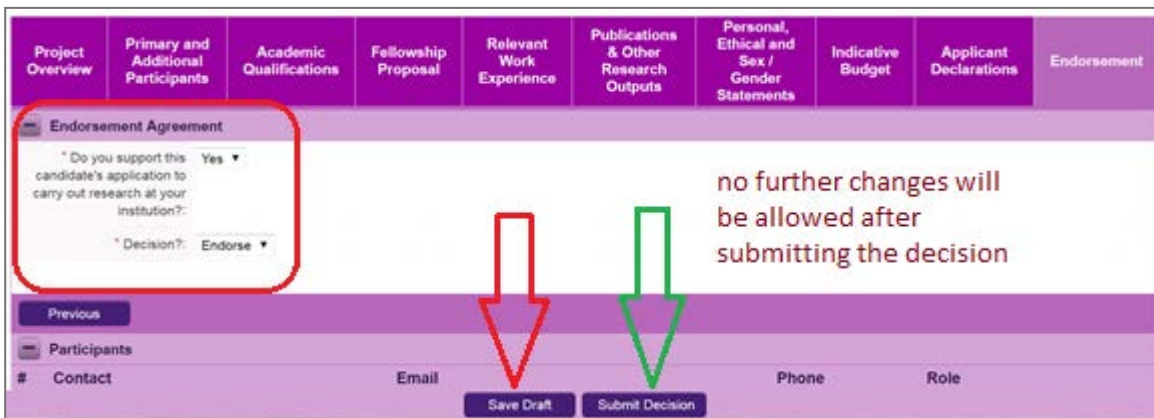 Project
Overview
Primary and
Additional
Participants
Academic
Qualifications
Fellowship
Proposal
Relevant
Work
Experience
Publications
& Other
Research
Outputs
Personal,
Ethical and
Sex /
Gender
Statements
Indicative
Budget
Applicant
Declarations
Endorsement
Endorsement Agreement
* Do you support this
candidate's application to
carry out research at your
institution?:
Yes
* Decision?:
Endorse
no further changes will
be allowed after
submitting the decision
Previous
Participants
# Contact Email Phone Role
Save Draft Submit Decision